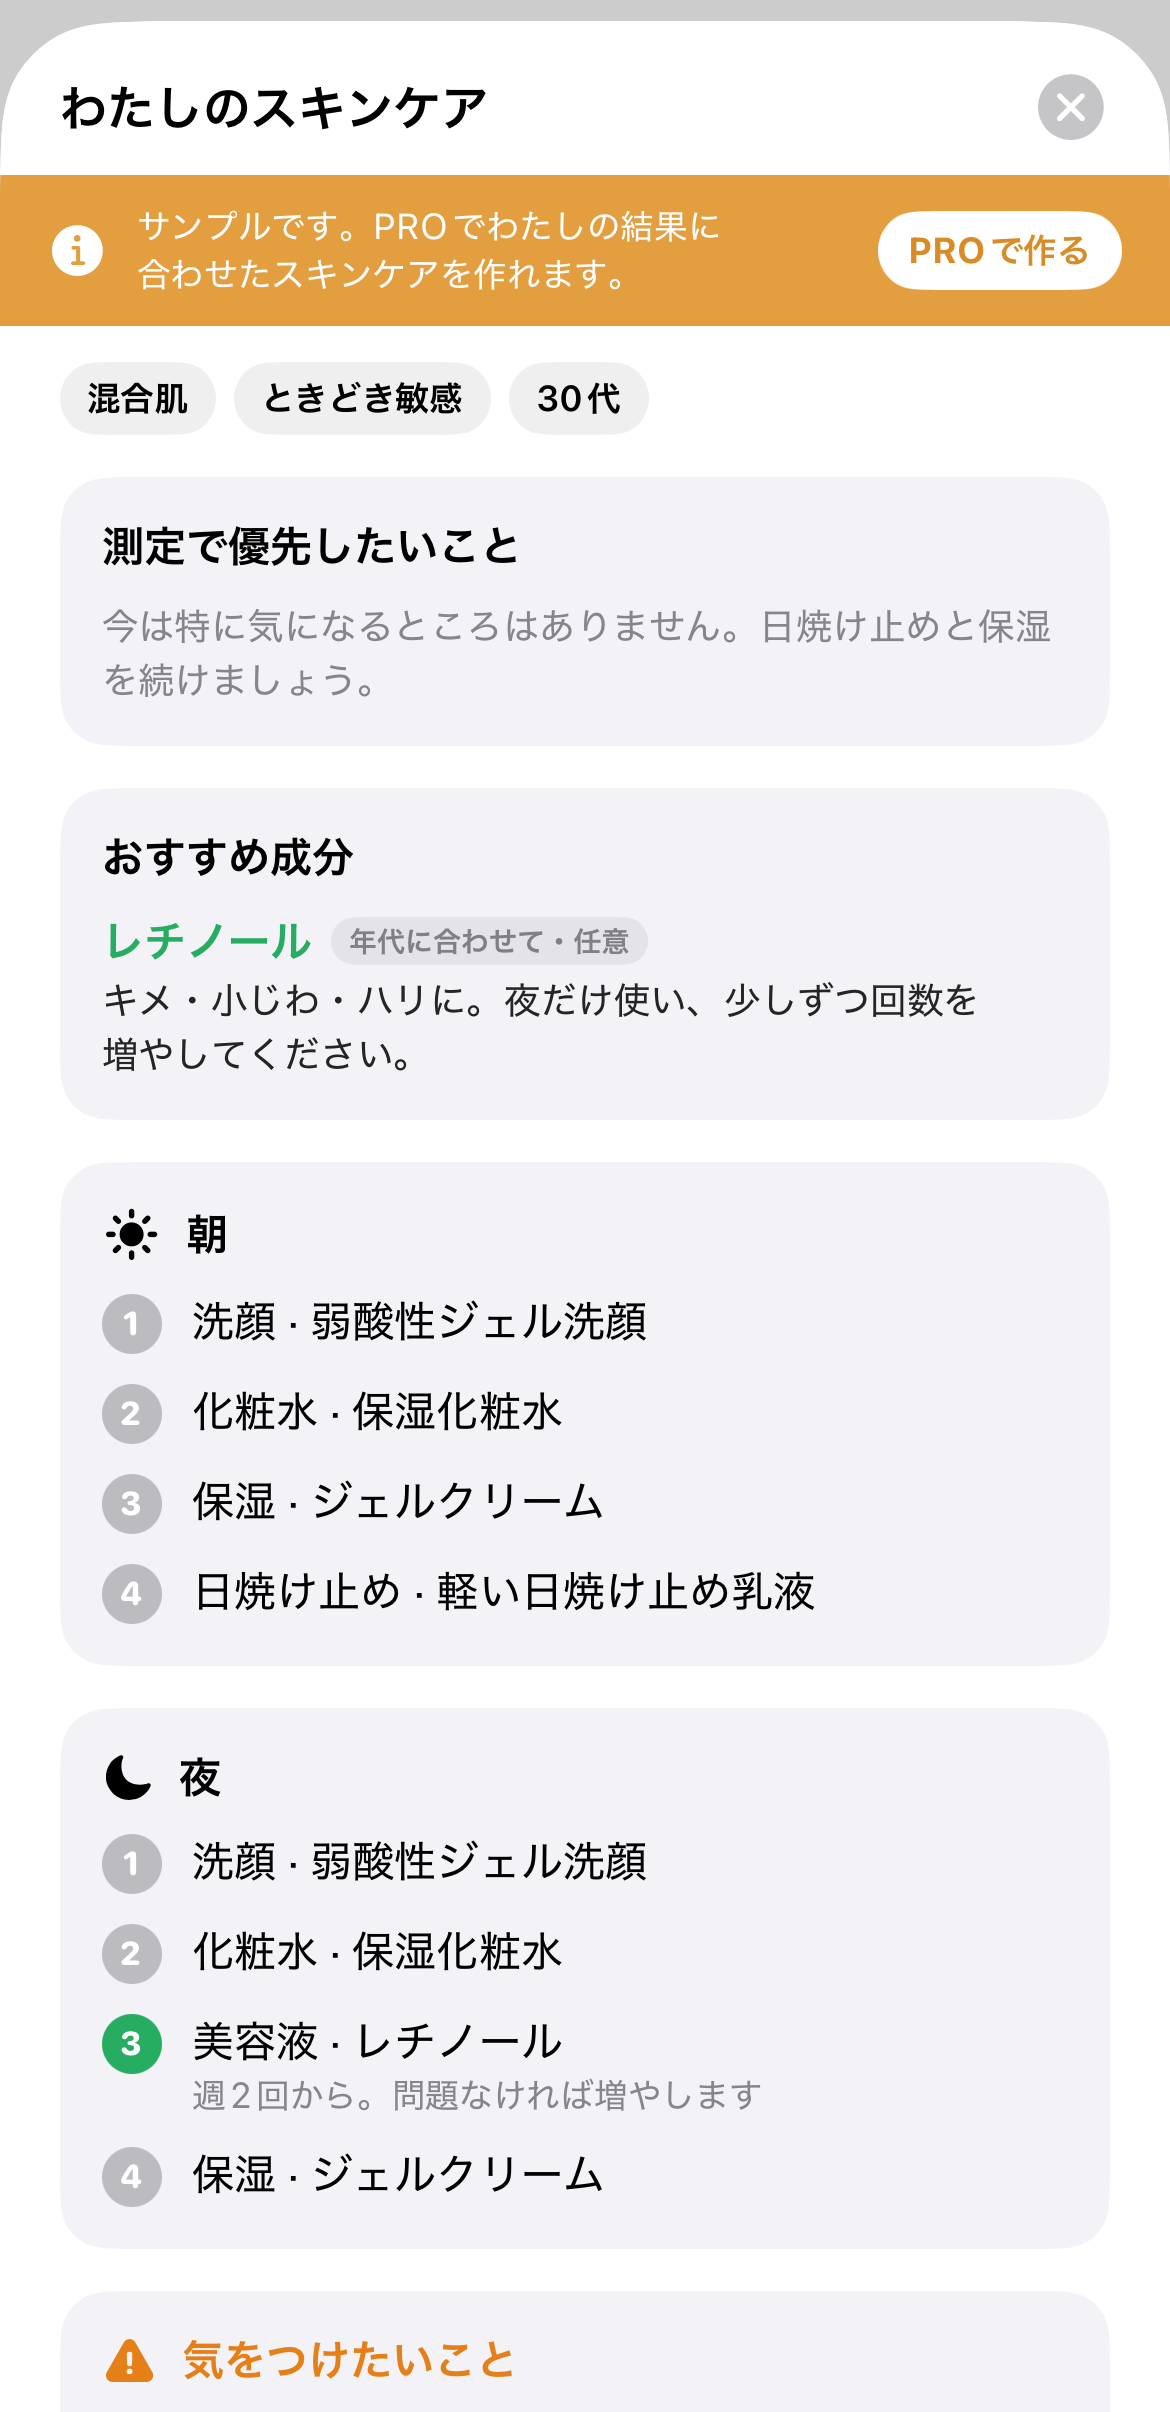 わたしのスキンケア
サンプルです。PROでわたしの結果に
合わせたスキンケアを作れます。
PROで作る
混合肌
ときどき敏感
30代
測定で優先したいこと
今は特に気になるところはありません。日焼け止めと保湿
を続けましょう。
おすすめ成分
レチノール 年代に合わせて・任意
キメ・小じわ・ハリに。夜だけ使い、少しずつ回数を
増やしてください。
朝
1 洗顔 · 弱酸性ジェル洗顔
2 化粧水 · 保湿化粧水
3 保湿 · ジェルクリーム
4 日焼け止め · 軽い日焼け止め乳液
夜
1 洗顔 · 弱酸性ジェル洗顔
2 化粧水 · 保湿化粧水
3 美容液 · レチノール
週2回から。問題なければ増やします
4 保湿 · ジェルクリーム
気をつけたいこと